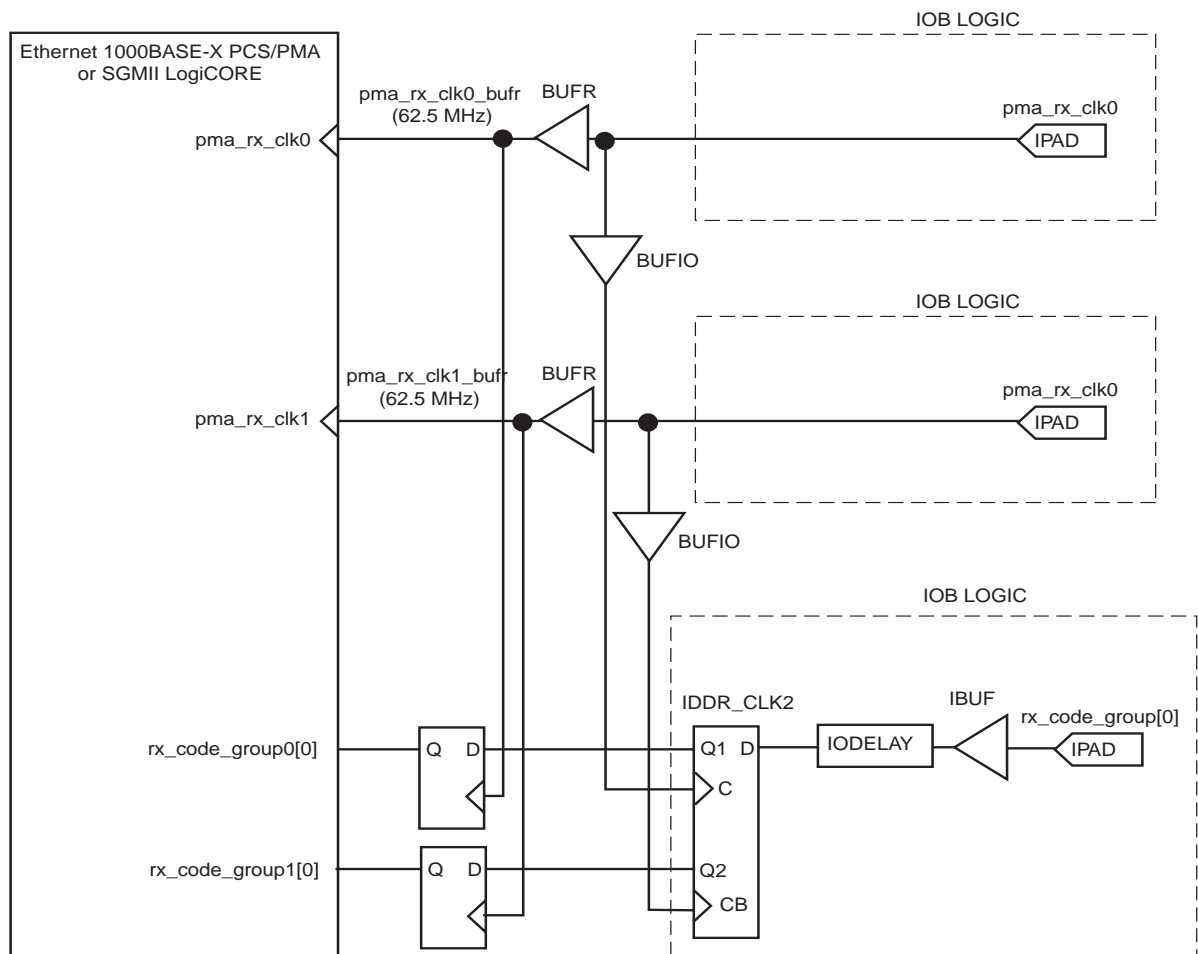 IOB LOGIC
Ethernet 1000BASE-X PCS/PMA
or SGMII LogiCORE
pma_rx_clk0_bufr
(62.5 MHz)
BUFR
pma_rx_clk0
IPAD
pma_rx_clk0
BUFIO
IOB LOGIC
pma_rx_clk1_bufr
(62.5 MHz)
BUFR
pma_rx_clk0
IPAD
pma_rx_clk1
BUFIO
IOB LOGIC
IDDR_CLK2
IBUF
rx_code_group[0]
rx_code_group0[0]
Q D
Q1 D
IODELAY
IPAD
C
rx_code_group1[0]
Q D
Q2
CB